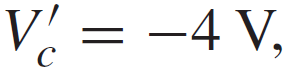 V′c = −4 V,